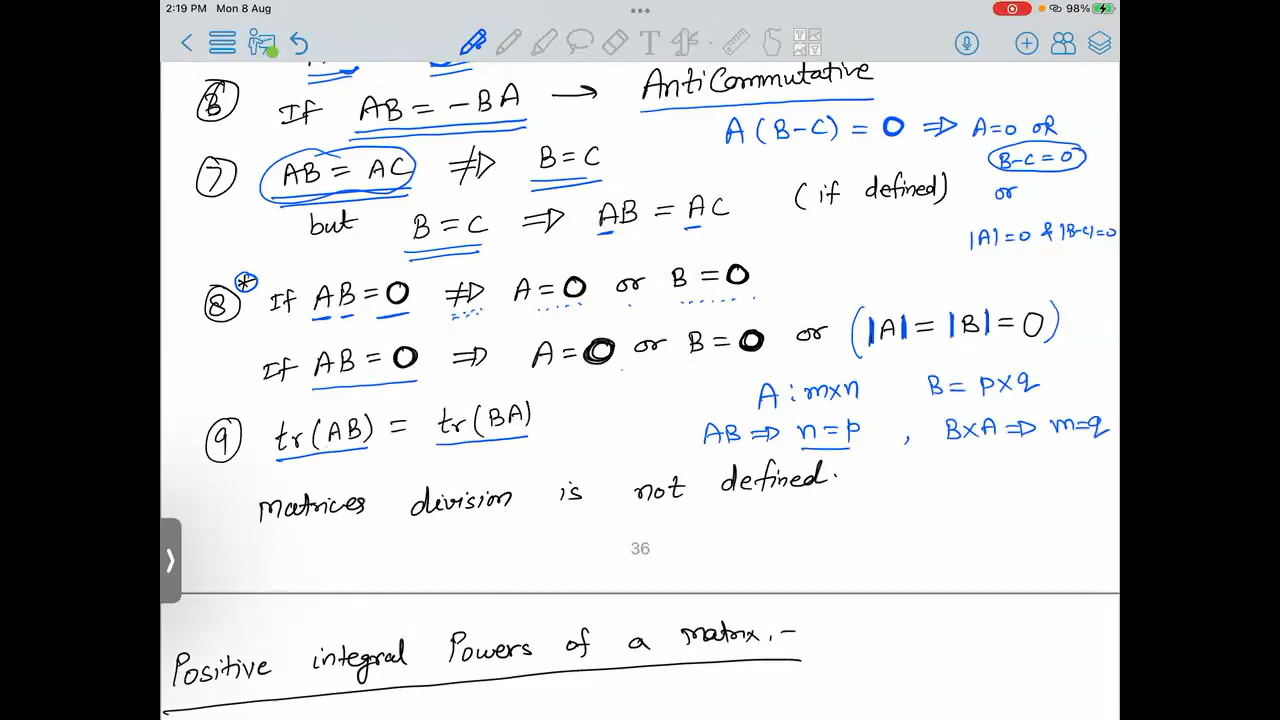 2:19 PM Mon 8 Aug
98%
⑥ If AB = -BA → AntiCommutative
A (B-C) = 0 ⇒ A=0 or
B-C = 0
or
|A|=0 & |B-C|=0
⑦ AB = AC ⇏ B = C
but B = C ⇒ AB = AC (if defined)
⑧* If AB = 0 ⇏ A = 0 or B = 0
If AB = 0 ⇒ A = 0 or B = 0 or (|A| = |B| = 0)
A : m×n B = p×q
AB ⇒ n=p , B×A ⇒ m=q
⑨ tr(AB) = tr(BA)
matrices division is not defined.
36
Positive integral Powers of a matrix :-